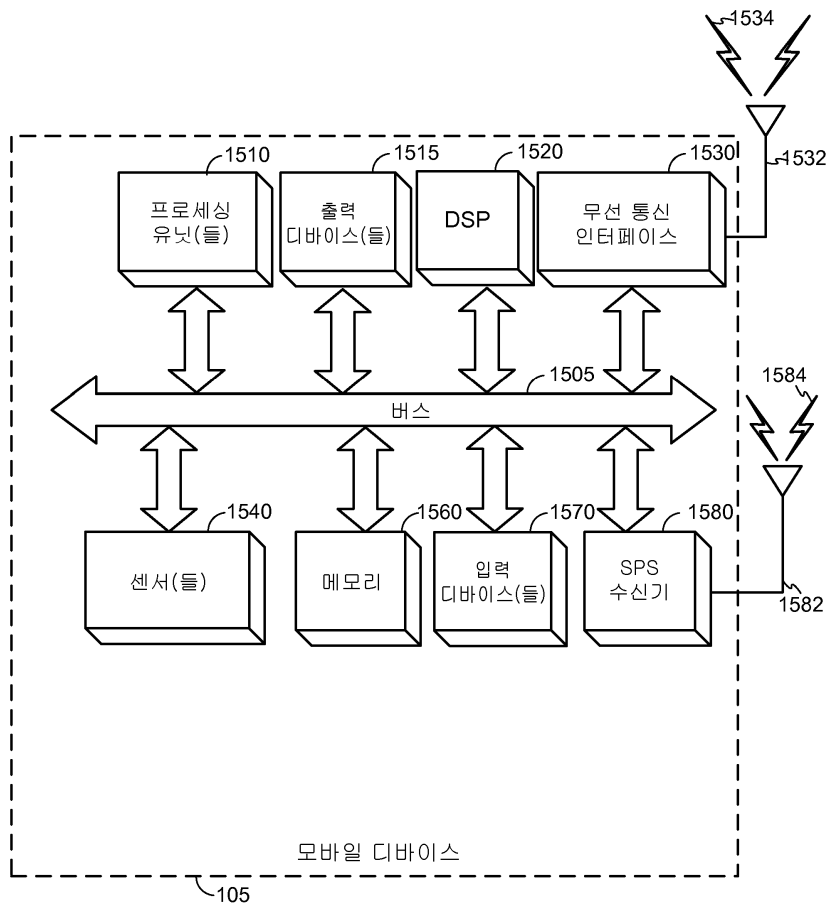 1534
1510
1515
1520
1530
1532
프로세싱
유닛(들)
출력
디바이스(들)
DSP
무선 통신
인터페이스
1505
버스
1584
1540
1560
1570
1580
센서(들)
메모리
입력
디바이스(들)
SPS
수신기
1582
모바일 디바이스
105